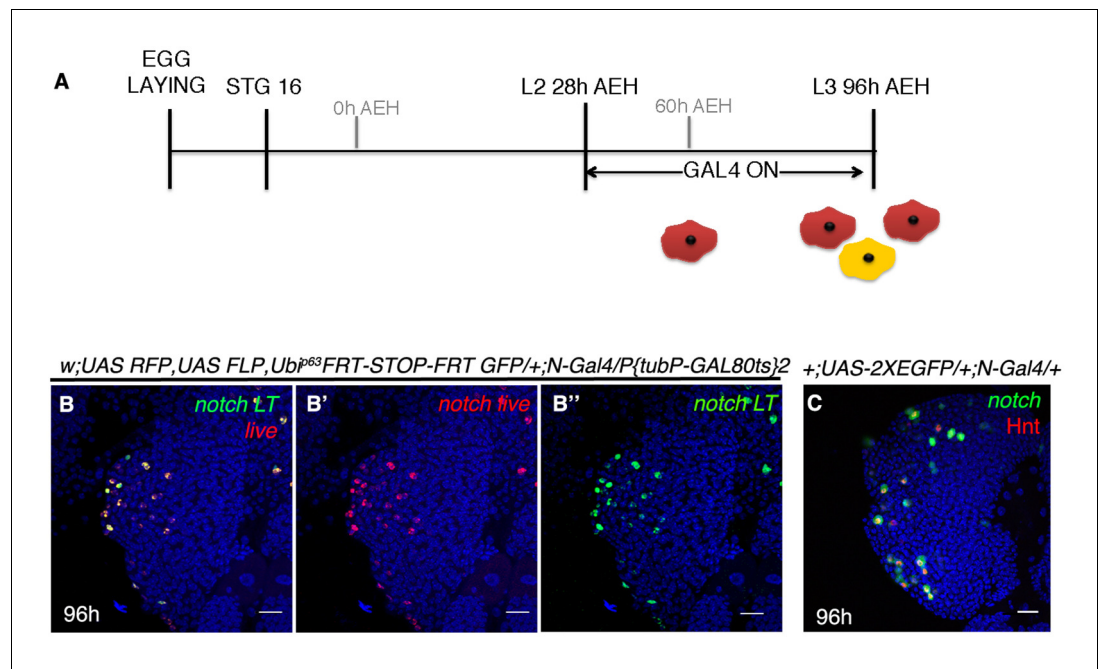 EGG
LAYING
A
STG 16
L2 28h AEH
L3 96h AEH
0h AEH
60h AEH
GAL4 ON
w;UAS RFP,UAS FLP,Ubiᵖ⁶³FRT-STOP-FRT GFP/+;N-Gal4/P{tubP-GAL80ts}2
+;UAS-2XEGFP/+;N-Gal4/+
B
notch LT
live
96h
B'
notch live
B''
notch LT
C
notch
Hnt
96h